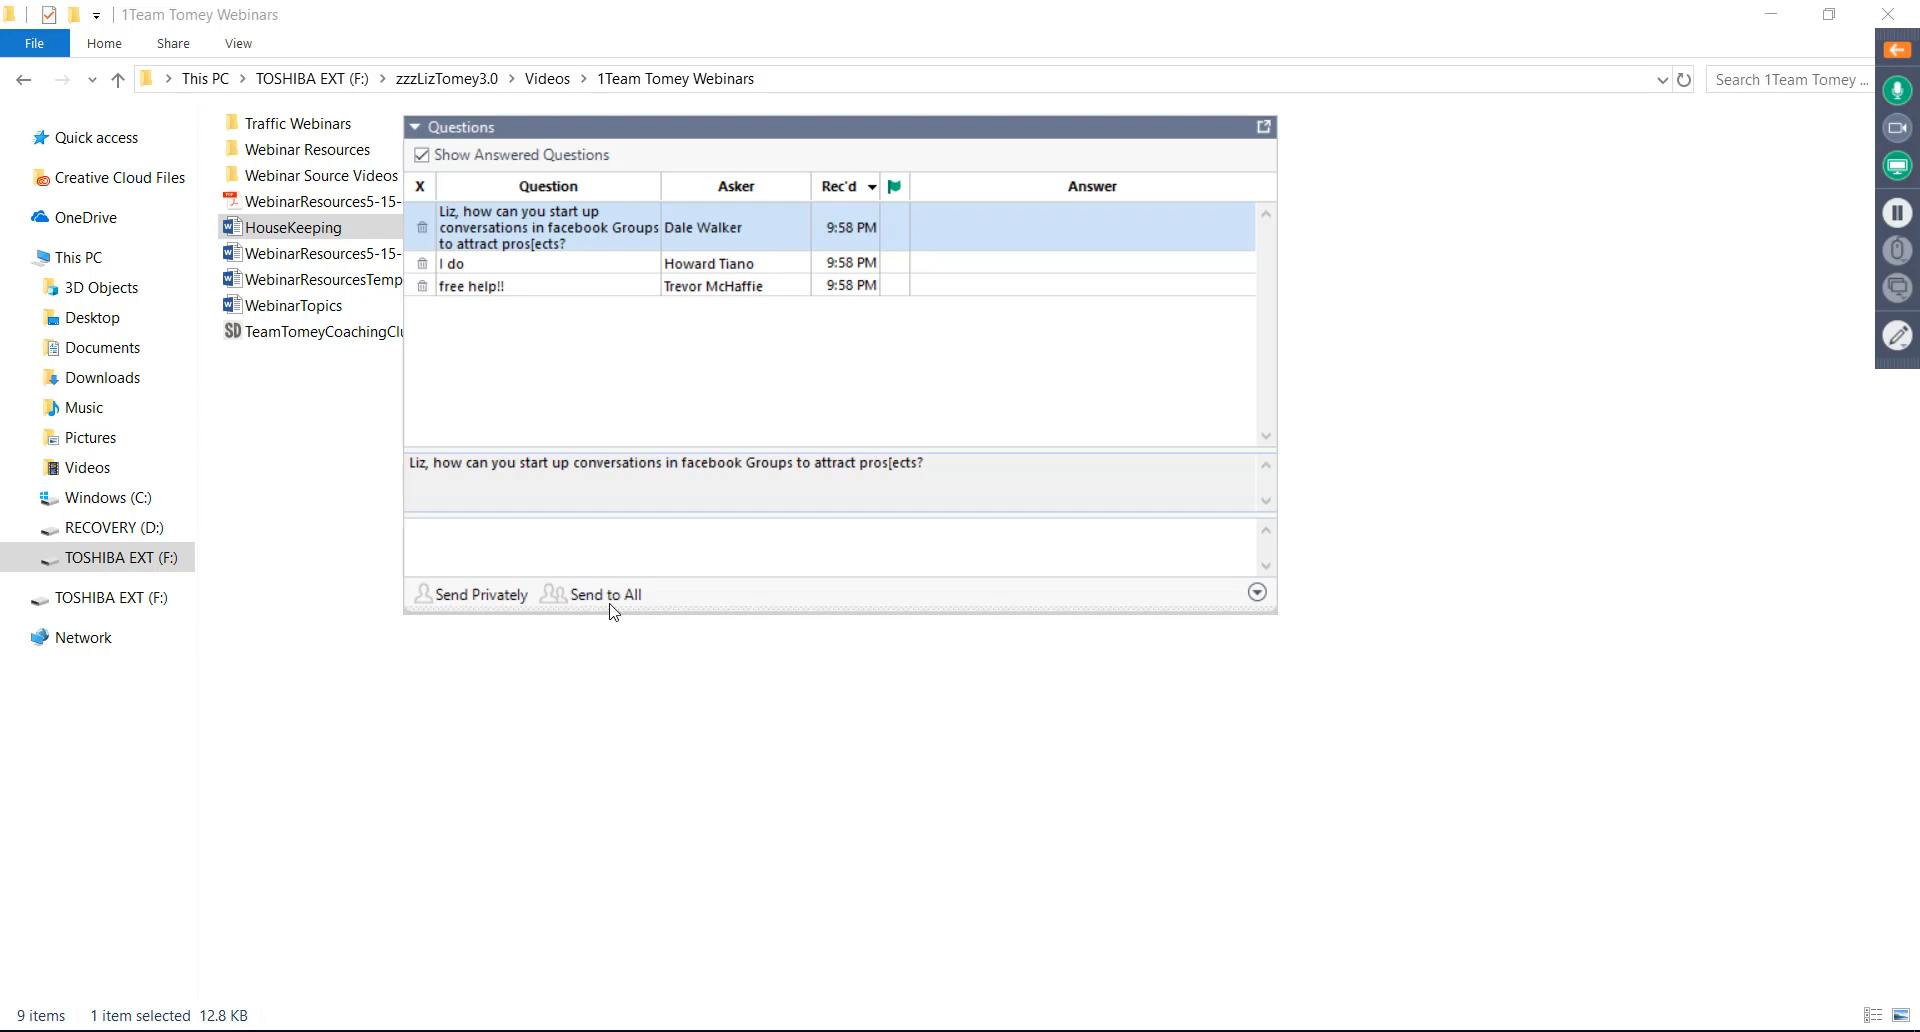 1Team Tomey Webinars
File Home Share View
This PC TOSHIBA EXT (F:) zzzLizTomey3.0 Videos 1Team Tomey Webinars
Search 1Team Tomey ...
Quick access
Creative Cloud Files
OneDrive
This PC
3D Objects
Desktop
Documents
Downloads
Music
Pictures
Videos
Windows (C:)
RECOVERY (D:)
TOSHIBA EXT (F:)
TOSHIBA EXT (F:)
Network
Traffic Webinars
Webinar Resources
Webinar Source Videos
WebinarResources5-15-
HouseKeeping
WebinarResources5-15-
WebinarResourcesTemp
WebinarTopics
SD TeamTomeyCoachingClu
Questions
Show Answered Questions
X Question Asker Rec'd Answer
Liz, how can you start up
conversations in facebook Groups
to attract pros[ects?
Dale Walker 9:58 PM
I do Howard Tiano 9:58 PM
free help!! Trevor McHaffie 9:58 PM
Liz, how can you start up conversations in facebook Groups to attract pros[ects?
Send Privately Send to All
9 items 1 item selected 12.8 KB